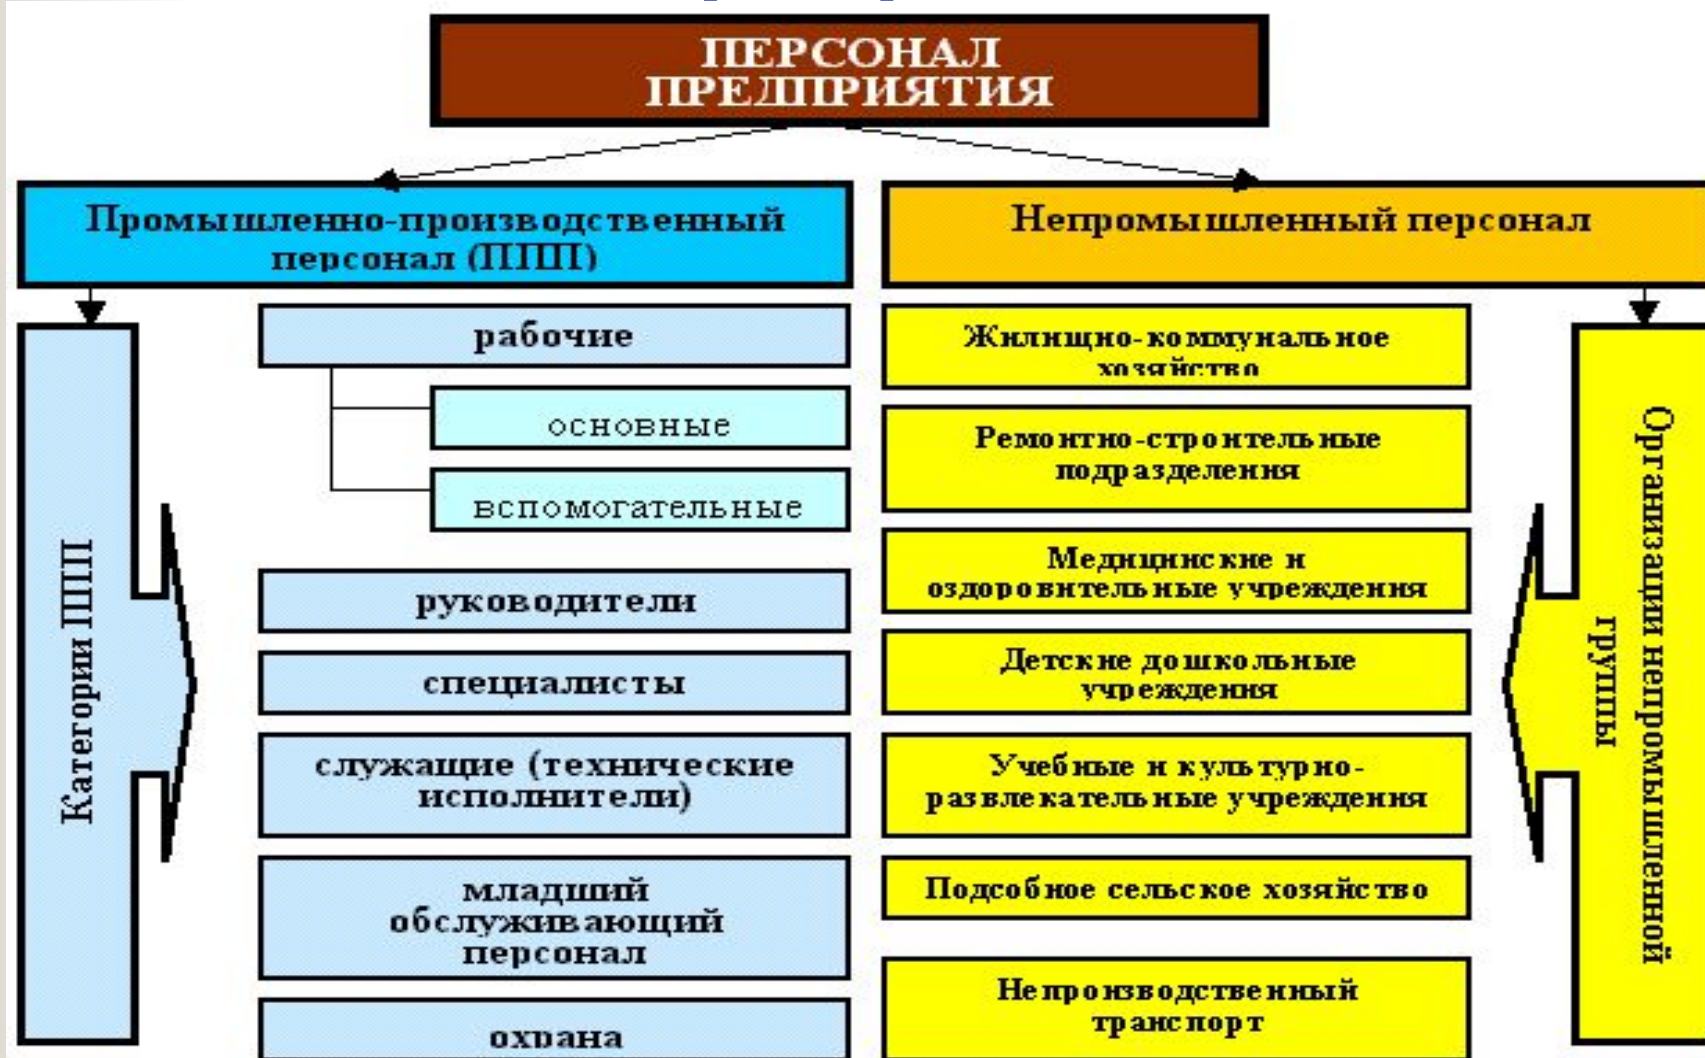 ПЕРСОНАЛ
ПРЕДПРИЯТИЯ
Промышленно-производственный
персонал (ППП)
Непромышленный персонал
Категории ППП
рабочие
основные
вспомогательные
руководители
специалисты
служащие (технические
исполнители)
младший
обслуживающий
персонал
охрана
Жилищно-коммунальное
хозяйство
Ремонтно-строительные
подразделения
Медицинские и
оздоровительные учреждения
Детские дошкольные
учреждения
Учебные и культурно-
развлекательные учреждения
Подсобное сельское хозяйство
Непроизводственный
транспорт
Организации непромышленной
группы